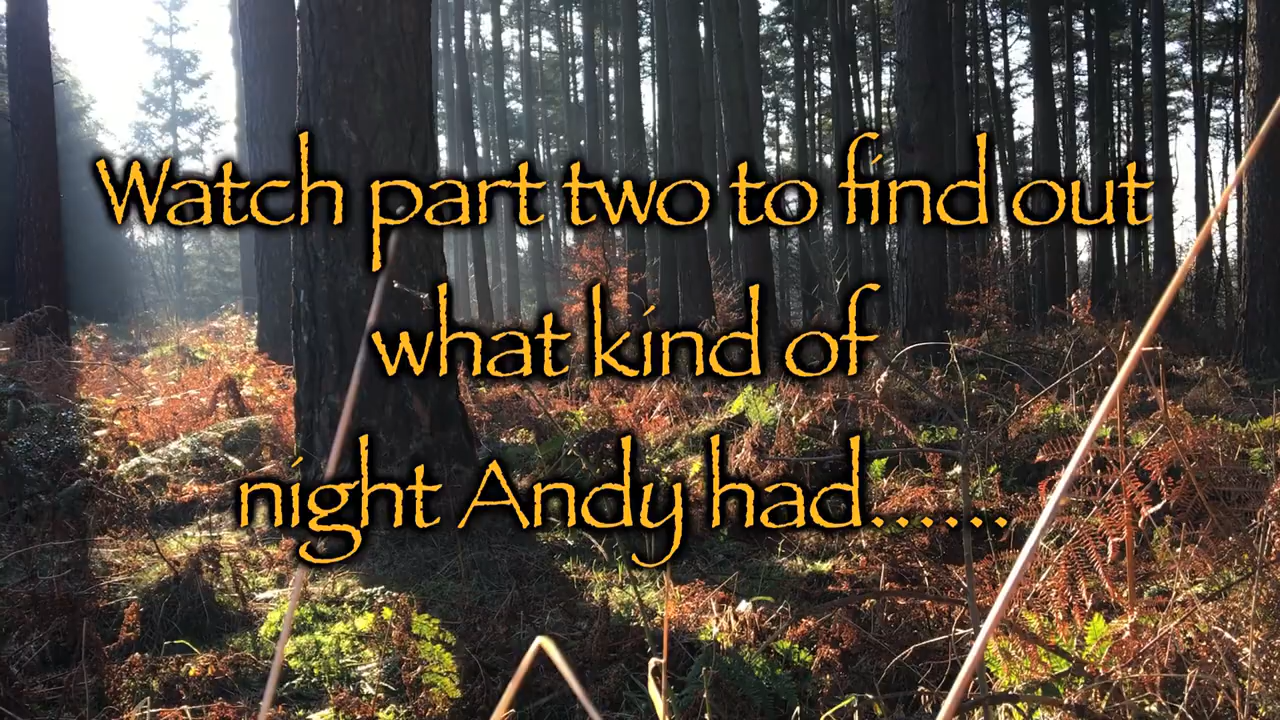 Watch part two to find out
what kind of
night Andy had......